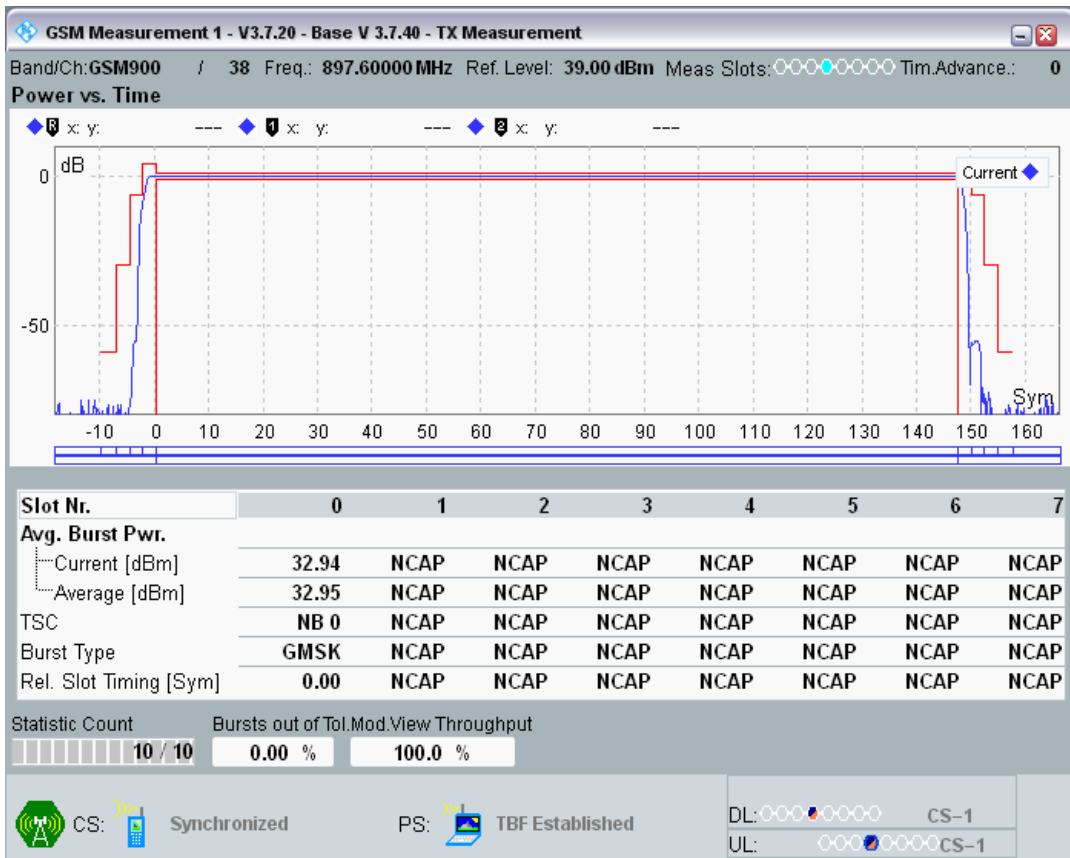 GSM Measurement 1 - V3.7.20 - Base V 3.7.40 - TX Measurement
Band/Ch:GSM900 / 38 Freq.: 897.60000 MHz Ref. Level: 39.00 dBm Meas Slots: Tim.Advance.: 0
Power vs. Time
R x: y: --- 1 x: y: --- 2 x: y: ---
dB
Current
0
-50
Sym
-10 0 10 20 30 40 50 60 70 80 90 100 110 120 130 140 150 160
Slot Nr. 0 1 2 3 4 5 6 7
Avg. Burst Pwr.
Current [dBm] 32.94 NCAP NCAP NCAP NCAP NCAP NCAP NCAP
Average [dBm] 32.95 NCAP NCAP NCAP NCAP NCAP NCAP NCAP
TSC NB 0 NCAP NCAP NCAP NCAP NCAP NCAP NCAP
Burst Type GMSK NCAP NCAP NCAP NCAP NCAP NCAP NCAP
Rel. Slot Timing [Sym] 0.00 NCAP NCAP NCAP NCAP NCAP NCAP NCAP
Statistic Count Bursts out of Tol.Mod.View Throughput
10 / 10 0.00 % 100.0 %
CS: Synchronized PS: TBF Established
DL: CS-1
UL: CS-1